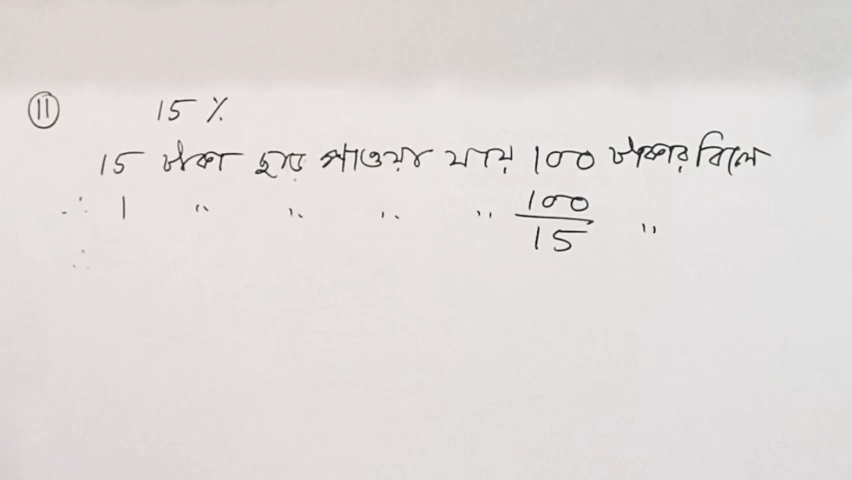 (11) 15 %
15 টাকা ছাড় পাওয়া যায় 100 টাকার বিলে
∴ 1 " " " " 100/15 "
∴